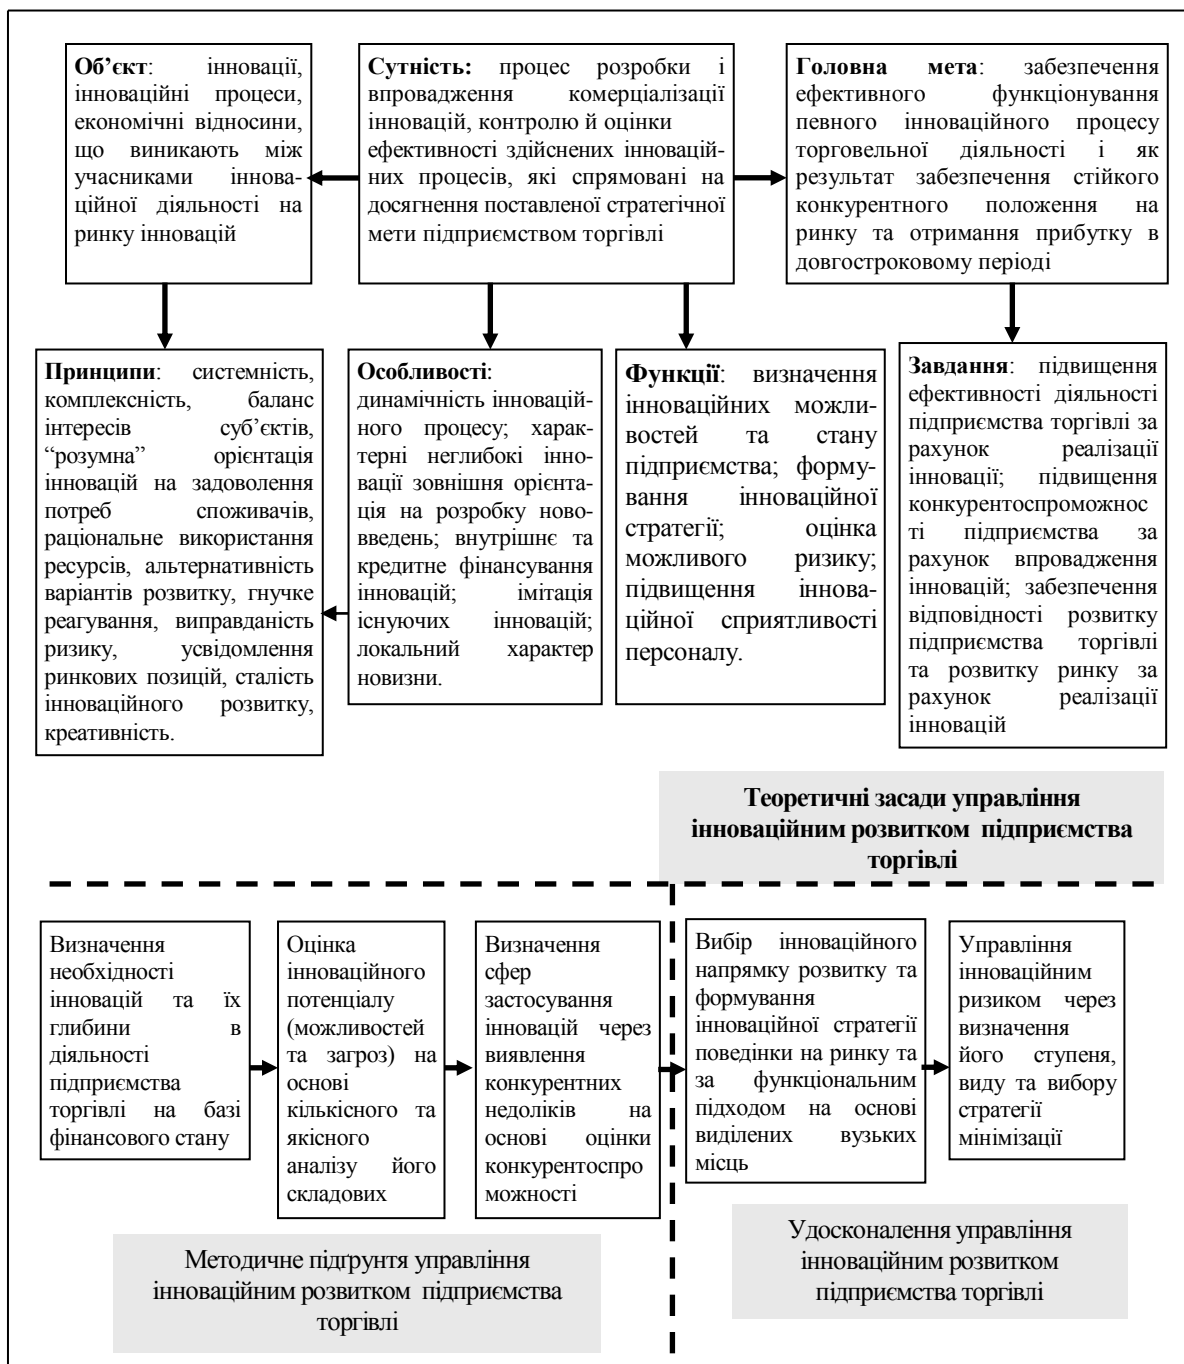 Об’єкт: інновації,
інноваційні процеси,
економічні відносини,
що виникають між
учасниками іннова-
ційної діяльності на
ринку інновацій
Сутність: процес розробки і
впровадження комерціалізації
інновацій, контролю й оцінки
ефективності здійснених інновацій-
них процесів, які спрямовані на
досягнення поставленої стратегічної
мети підприємством торгівлі
Головна мета: забезпечення
ефективного функціонування
певного інноваційного процесу
торговельної діяльності і як
результат забезпечення стійкого
конкурентного положення на
ринку та отримання прибутку в
довгостроковому періоді
Принципи: системність,
комплексність, баланс
інтересів суб’єктів,
“розумна” орієнтація
інновацій на задоволення
потреб споживачів,
раціональне використання
ресурсів, альтернативність
варіантів розвитку, гнучке
реагування, виправданість
ризику, усвідомлення
ринкових позицій, сталість
інноваційного розвитку,
креативність.
Особливості:
динамічність інновацій-
ного процесу; харак-
терні неглибокі інно-
вації зовнішня орієнта-
ція на розробку ново-
введень; внутрішнє та
кредитне фінансування
інновацій; імітація
існуючих інновацій;
локальний характер
новизни.
Функції: визначення
інноваційних можли-
востей та стану
підприємства; форму-
вання інноваційної
стратегії; оцінка
можливого ризику;
підвищення іннова-
ційної сприятливості
персоналу.
Завдання: підвищення
ефективності діяльності
підприємства торгівлі за
рахунок реалізації
інновації; підвищення
конкурентоспроможнос
ті підприємства за
рахунок впровадження
інновацій; забезпечення
відповідності розвитку
підприємства торгівлі
та розвитку ринку за
рахунок реалізації
інновацій
Теоретичні засади управління
інноваційним розвитком підприємства
торгівлі
Визначення
необхідності
інновацій та їх
глибини в
діяльності
підприємства
торгівлі на базі
фінансового стану
Оцінка
інноваційного
потенціалу
(можливостей
та загроз) на
основі
кількісного та
якісного
аналізу його
складових
Визначення
сфер
застосування
інновацій через
виявлення
конкурентних
недоліків на
основі оцінки
конкурентоспро
можності
Вибір інноваційного
напрямку розвитку та
формування
інноваційної стратегії
поведінки на ринку та
за функціональним
підходом на основі
виділених вузьких
місць
Управління
інноваційним
ризиком через
визначення
його ступеня,
виду та вибору
стратегії
мінімізації
Методичне підґрунтя управління
інноваційним розвитком підприємства
торгівлі
Удосконалення управління
інноваційним розвитком
підприємства торгівлі